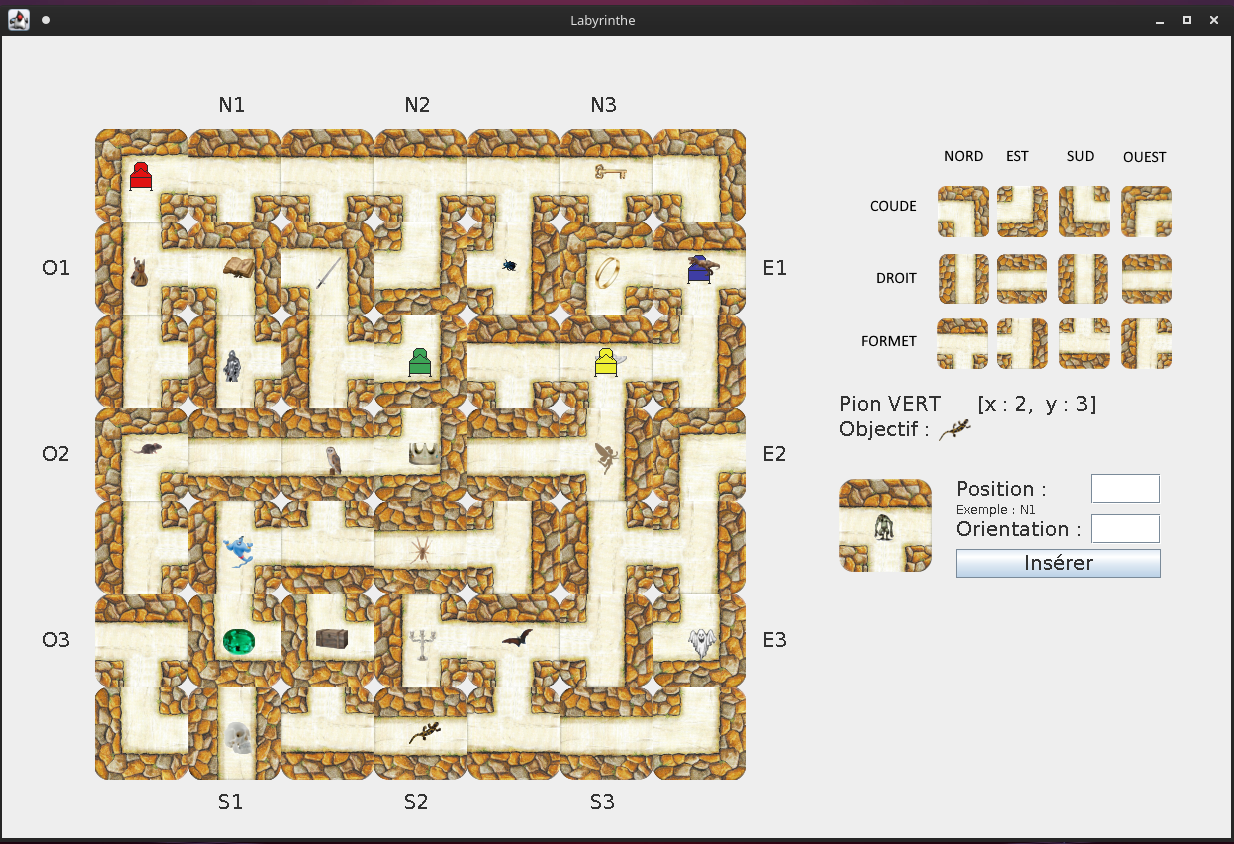 Labyrinthe
N1 N2 N3
NORD EST SUD OUEST
COUDE
O1 E1
DROIT
FORMET
Pion VERT [x : 2, y : 3]
Objectif :
O2 E2
Position :
Exemple : N1
Orientation :
Insérer
O3 E3
S1 S2 S3